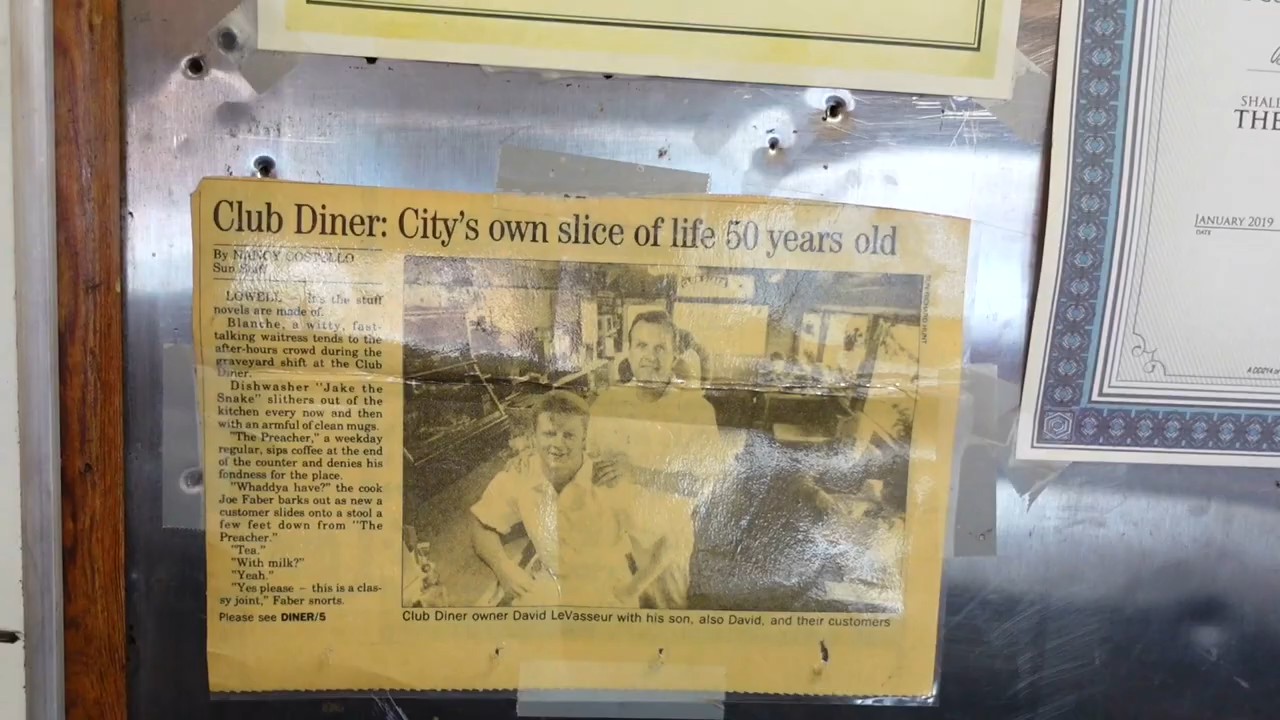 Club Diner: City's own slice of life 50 years old
By NANCY COSTELLO
Sun Staff
LOWELL — It's the stuff
novels are made of.
Blanche, a witty, fast-
talking waitress tends to the
after-hours crowd during the
graveyard shift at the Club
Diner.
Dishwasher "Jake the
Snake" slithers out of the
kitchen every now and then
with an armful of clean mugs.
"The Preacher," a weekday
regular, sips coffee at the end
of the counter and denies his
fondness for the place.
"Whaddya have?" the cook
Joe Faber barks out as new a
customer slides onto a stool a
few feet down from "The
Preacher."
"Tea."
"With milk?"
"Yeah."
"Yes please — this is a clas-
sy joint," Faber snorts.
Please see DINER/5
Club Diner owner David LeVasseur with his son, also David, and their customers
THE
JANUARY 2019
DATE